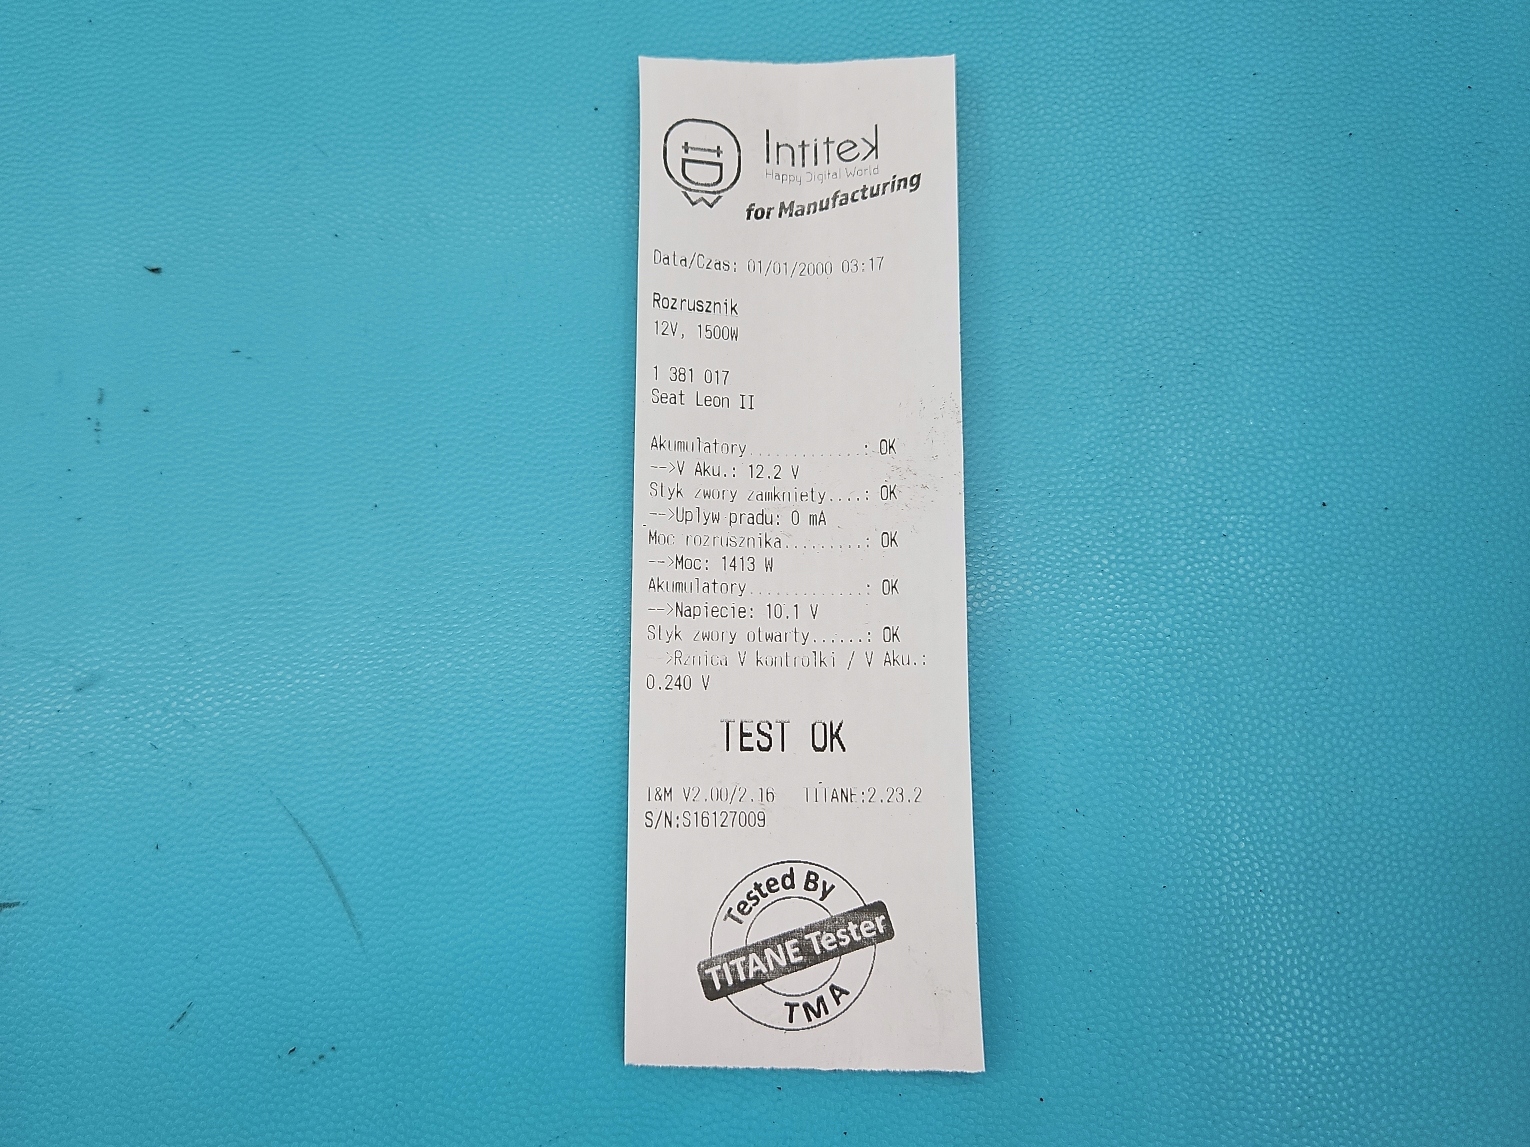 Intitek
Happy Digital World
for Manufacturing
Data/Czas: 01/01/2000 03:17
Rozrusznik
12V, 1500W
1 381 017
Seat Leon II
Akumulatory.............: OK
-->V Aku.: 12.2 V
Styk zwory zamkniety....: OK
-->Uplyw pradu: 0 mA
Moc rozrusznika.........: OK
-->Moc: 1413 W
Akumulatory.............: OK
-->Napiecie: 10.1 V
Styk zwory otwarty......: OK
-->Rznica V kontrolki / V Aku.:
0.240 V
TEST OK
I&M V2.00/2.16 TITANE:2.23.2
S/N:S16127009
Tested By
TITANE Tester
TMA